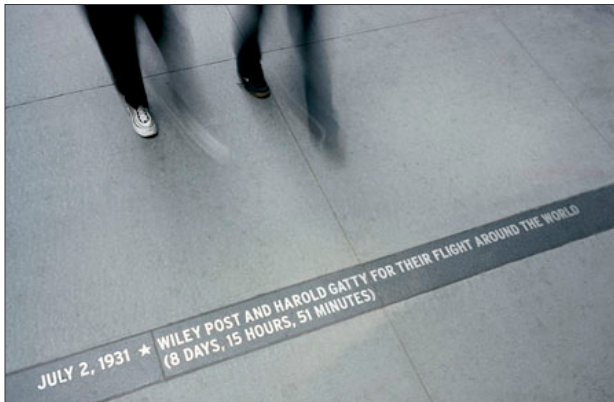 JULY 2, 1931 ★ WILEY POST AND HAROLD GATTY FOR THEIR FLIGHT AROUND THE WORLD
(8 DAYS, 15 HOURS, 51 MINUTES)